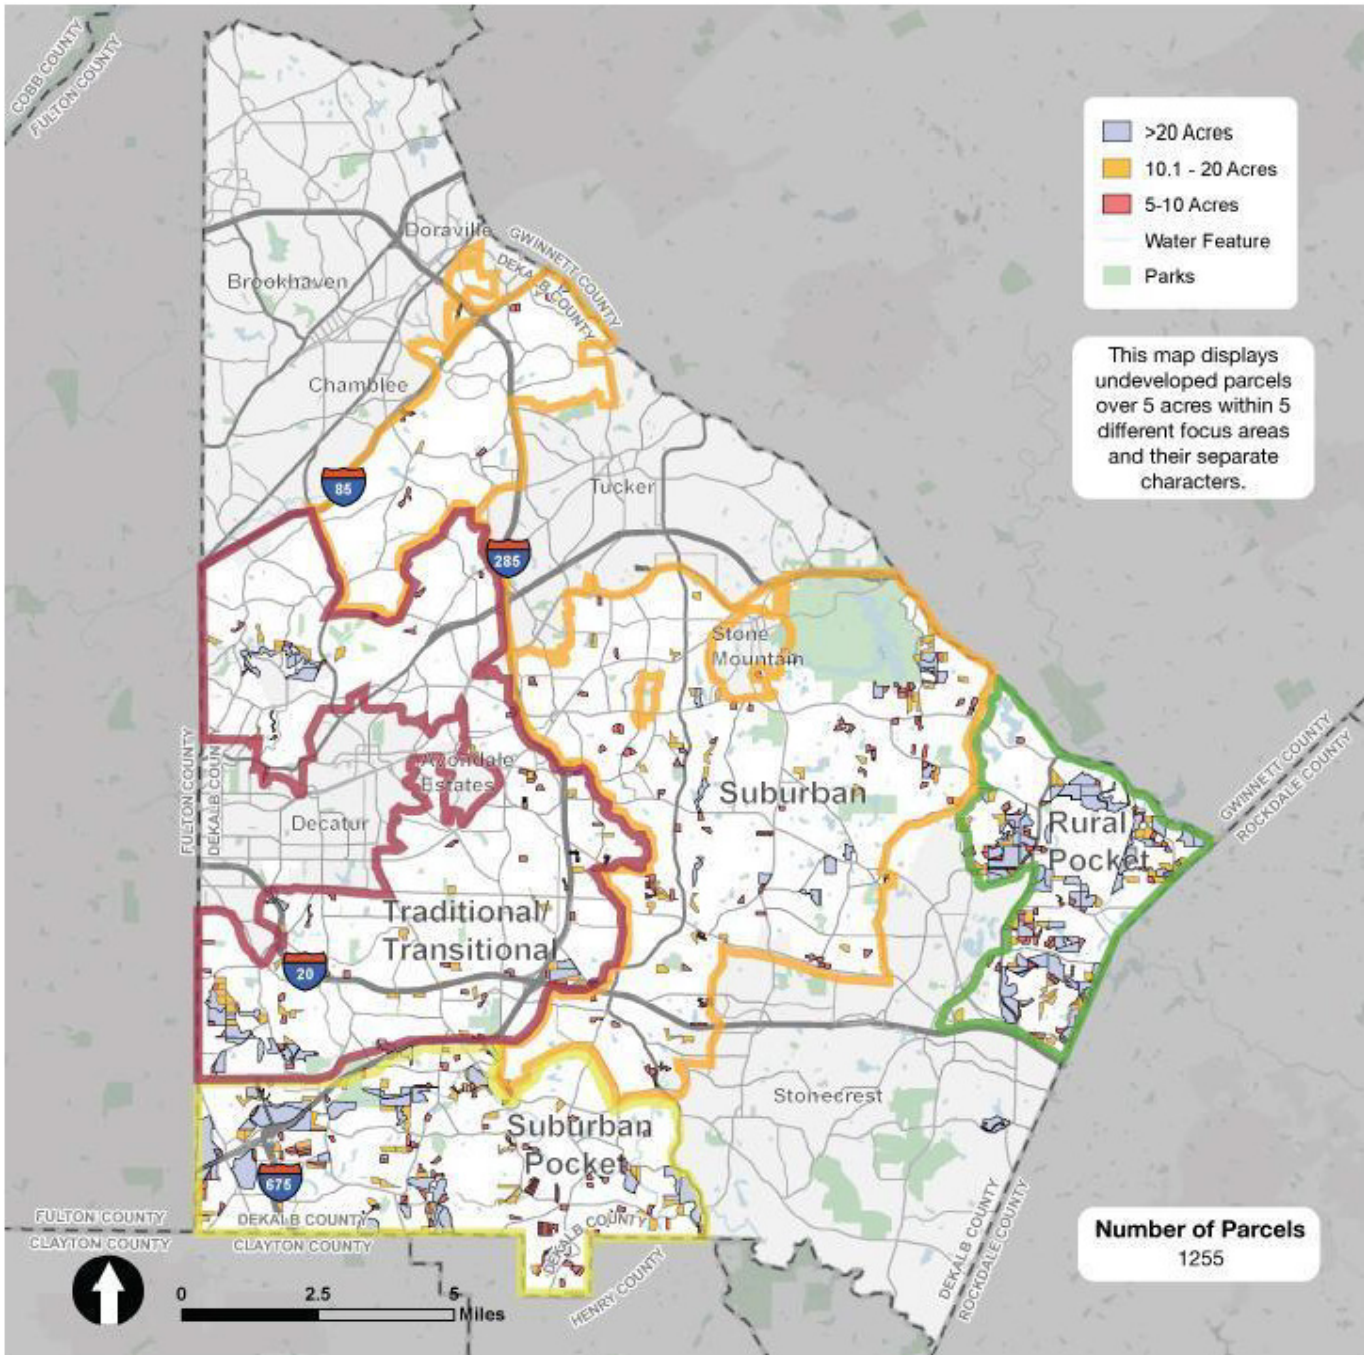 COBB COUNTY
FULTON COUNTY
>20 Acres
10.1 - 20 Acres
5-10 Acres
Water Feature
Parks
This map displays
undeveloped parcels
over 5 acres within 5
different focus areas
and their separate
characters.
Doraville
GWINNETT COUNTY
DEKALB COUNTY
Brookhaven
Chamblee
85
Tucker
285
Stone
Mountain
FULTON COUNTY
DEKALB COUNTY
Avondale
Estates
Suburban
Decatur
Rural
Pocket
GWINNETT COUNTY
ROCKDALE COUNTY
Traditional/
Transitional
20
Stonecrest
Suburban
Pocket
675
FULTON COUNTY
CLAYTON COUNTY
DEKALB COUNTY
CLAYTON COUNTY
DEKALB COUNTY
HENRY COUNTY
DEKALB COUNTY
ROCKDALE COUNTY
Number of Parcels
1255
0 2.5 5
Miles